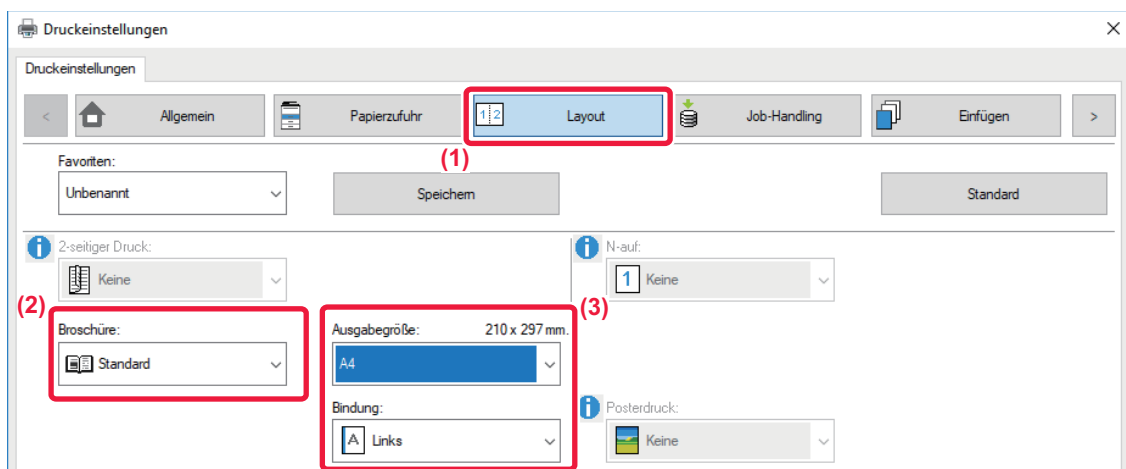 Druckeinstellungen
Druckeinstellungen
< Allgemein Papierzufuhr 1 2 Layout Job-Handling Einfügen >
(1)
Favoriten:
Unbenannt Speichern Standard
2-seitiger Druck: N-auf:
Keine 1 Keine
(2) (3)
Broschüre: Ausgabegröße: 210 x 297 mm.
Standard A4
Bindung: Posterdruck:
A Links Keine